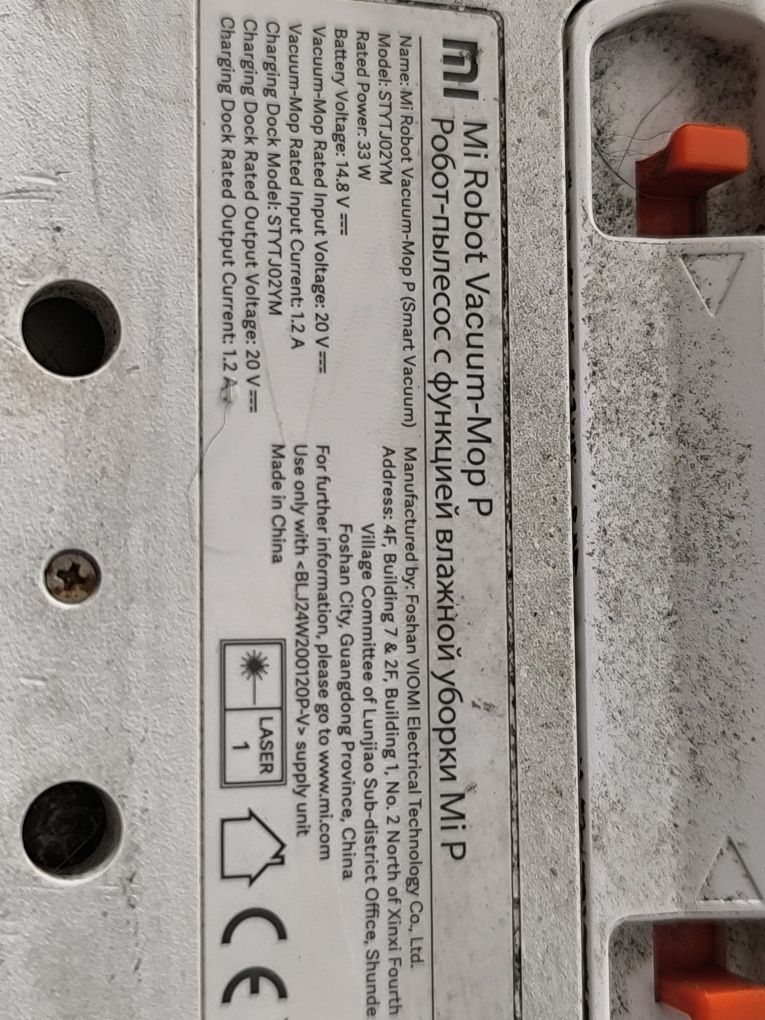 mi Mi Robot Vacuum-Mop P
Робот-пылесос с функцией влажной уборки Mi P
Name: Mi Robot Vacuum-Mop P (Smart Vacuum)
Model: STYTJ02YM
Rated Power: 33 W
Battery Voltage: 14.8 V ⎓
Vacuum-Mop Rated Input Voltage: 20 V ⎓
Vacuum-Mop Rated Input Current: 1.2 A
Charging Dock Model: STYTJ02YM
Charging Dock Rated Output Voltage: 20 V ⎓
Charging Dock Rated Output Current: 1.2 A
Manufactured by: Foshan VIOMI Electrical Technology Co., Ltd.
Address: 4F, Building 7 & 2F, Building 1, No. 2 North of Xinxi Fourth
Village Committee of Lunjiao Sub-district Office, Shunde
Foshan City, Guangdong Province, China
For further information, please go to www.mi.com
Use only with <BLJ24W200120P-V> supply unit
Made in China
LASER
1
CE